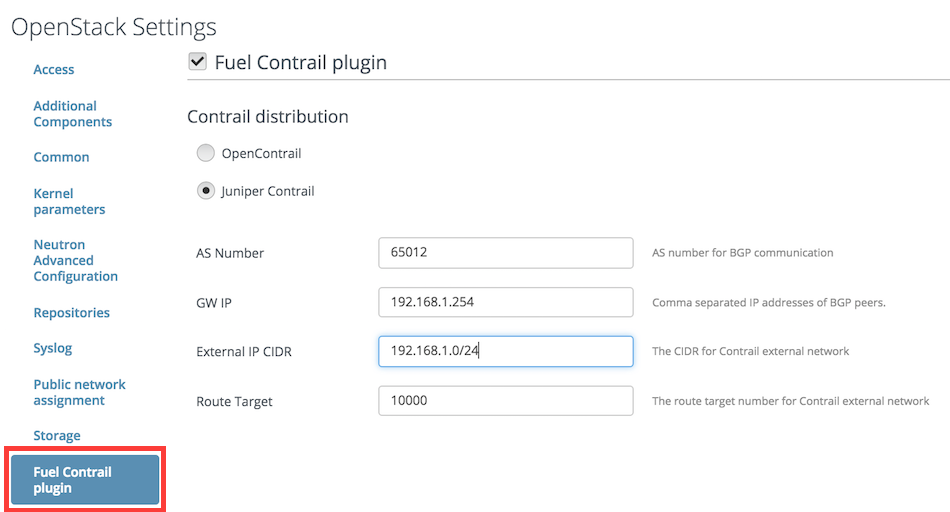 OpenStack Settings
Access
Additional
Components
Common
Kernel
parameters
Neutron
Advanced
Configuration
Repositories
Syslog
Public network
assignment
Storage
Fuel Contrail
plugin
Fuel Contrail plugin
Contrail distribution
OpenContrail
Juniper Contrail
AS Number 65012 AS number for BGP communication
GW IP 192.168.1.254 Comma separated IP addresses of BGP peers.
External IP CIDR 192.168.1.0/24 The CIDR for Contrail external network
Route Target 10000 The route target number for Contrail external network